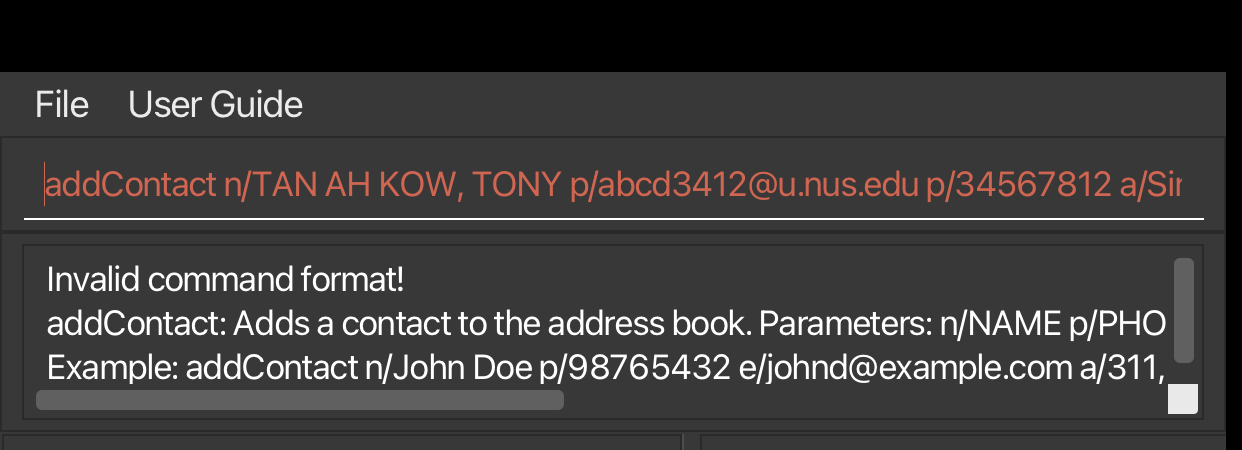 File User Guide
addContact n/TAN AH KOW, TONY p/abcd3412@u.nus.edu p/34567812 a/Sir
Invalid command format!
addContact: Adds a contact to the address book. Parameters: n/NAME p/PHO
Example: addContact n/John Doe p/98765432 e/johnd@example.com a/311,